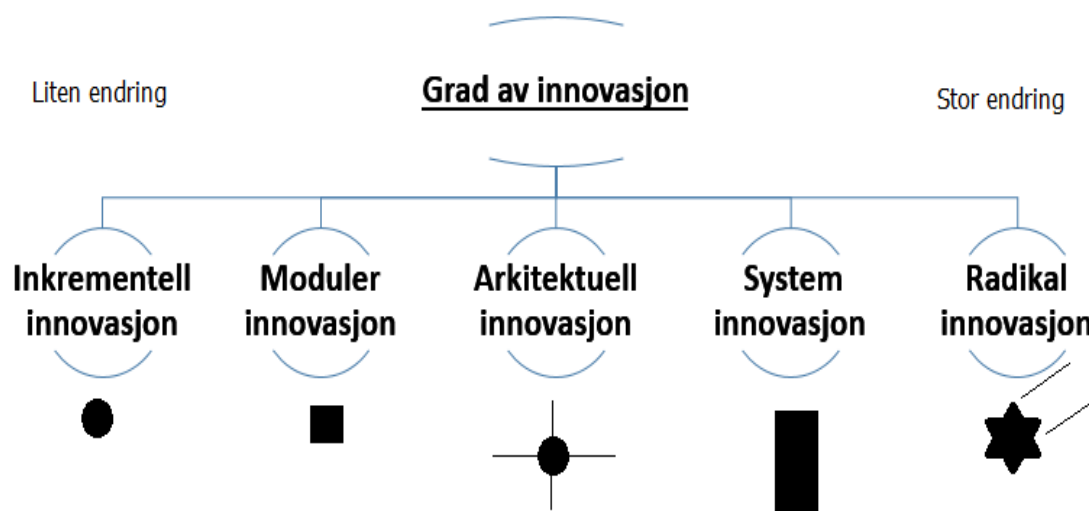 Liten endring
Grad av innovasjon
Stor endring
Inkrementell
innovasjon
Moduler
innovasjon
Arkitektuell
innovasjon
System
innovasjon
Radikal
innovasjon